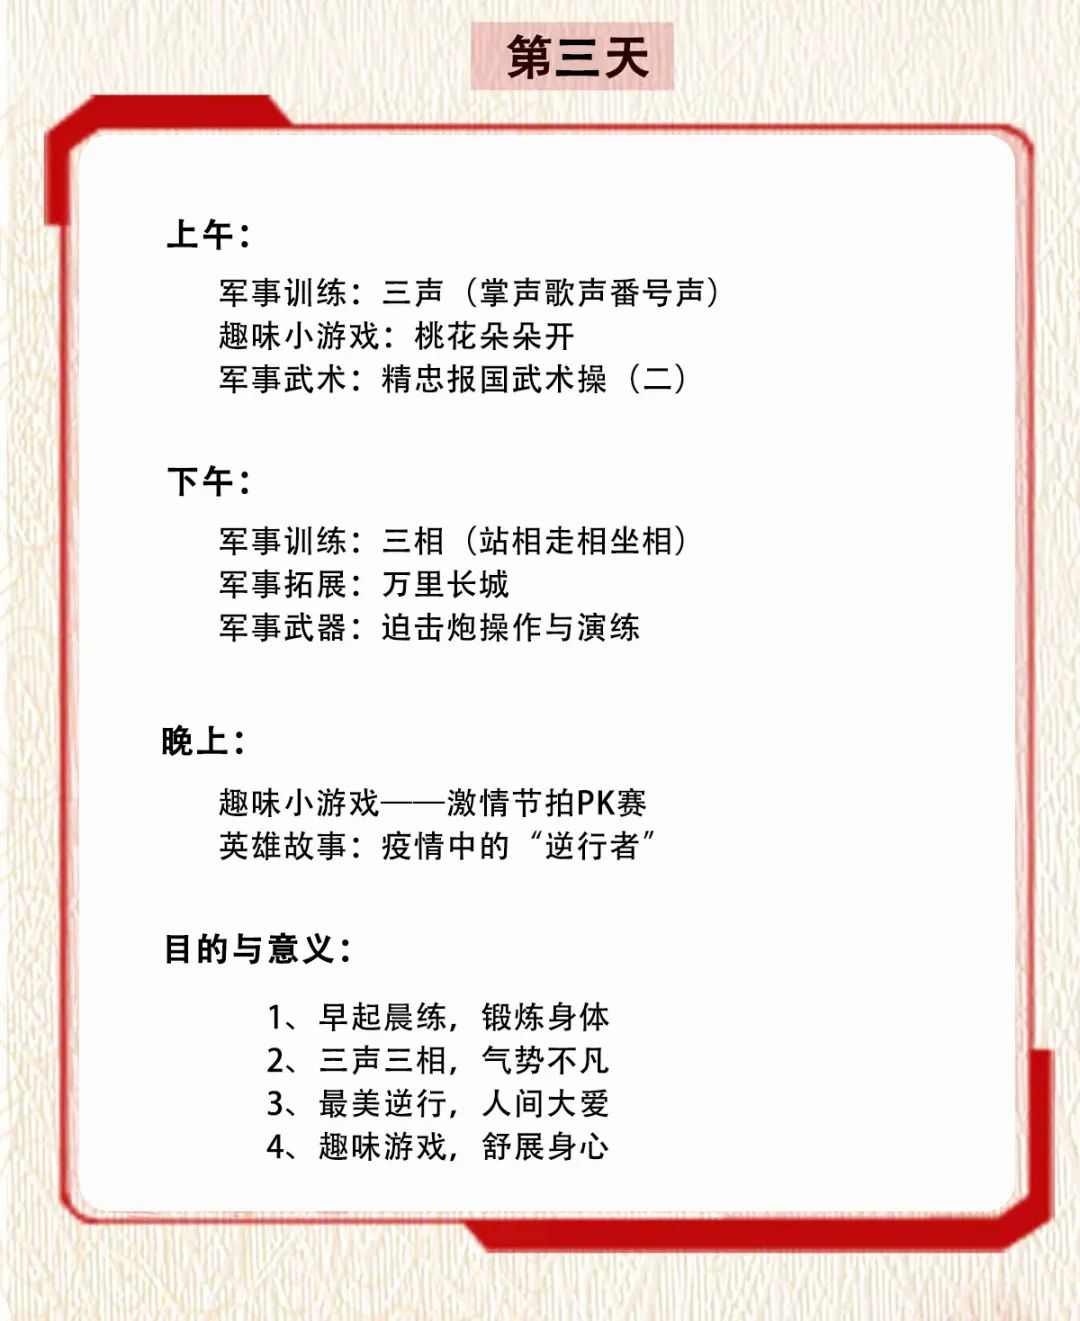 第三天
上午：
军事训练：三声（掌声歌声番号声）
趣味小游戏：桃花朵朵开
军事武术：精忠报国武术操（二）
下午：
军事训练：三相（站相走相坐相）
军事拓展：万里长城
军事武器：迫击炮操作与演练
晚上：
趣味小游戏——激情节拍PK赛
英雄故事：疫情中的“逆行者”
目的与意义：
1、早起晨练，锻炼身体
2、三声三相，气势不凡
3、最美逆行，人间大爱
4、趣味游戏，舒展身心